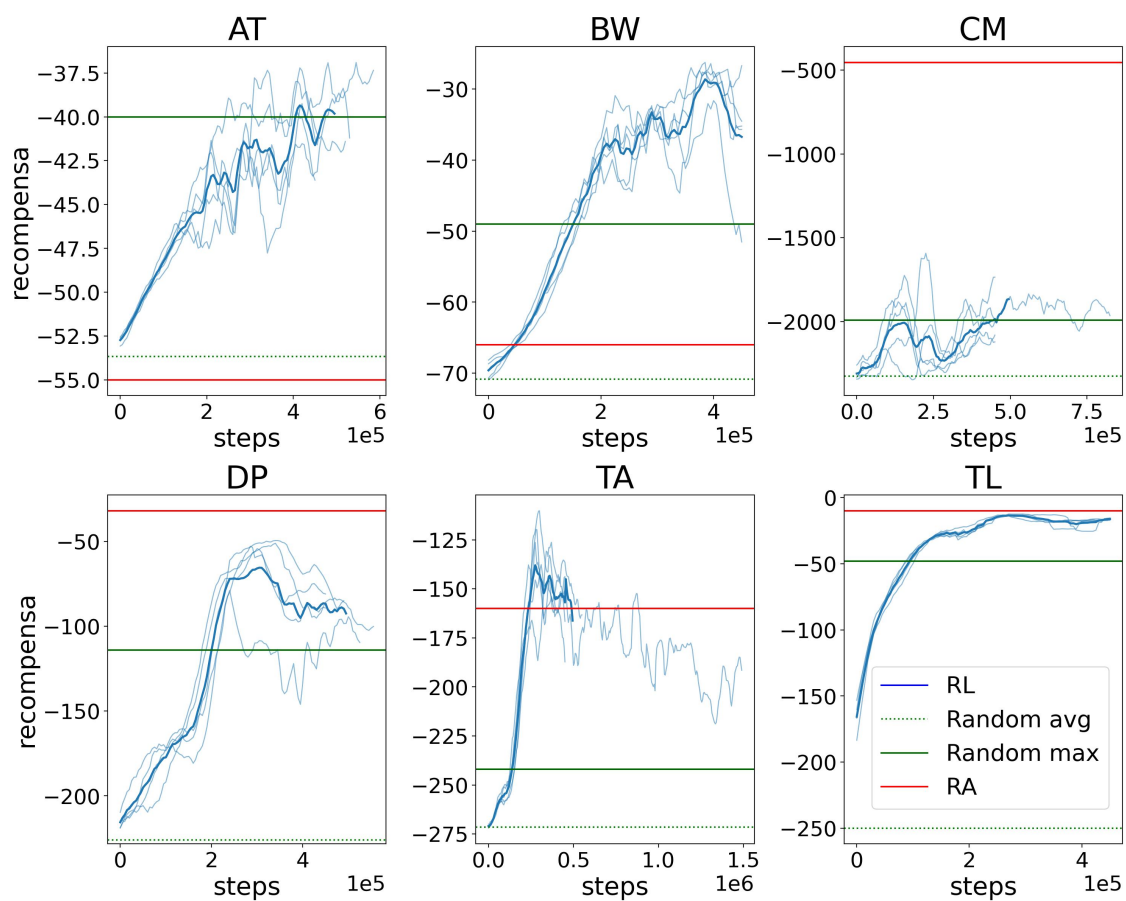 AT
recompensa
−37.5
−40.0
−42.5
−45.0
−47.5
−50.0
−52.5
−55.0
0 2 4 6
steps
1e5
BW
−30
−40
−50
−60
−70
0 2 4
steps
1e5
CM
−500
−1000
−1500
−2000
0.0 2.5 5.0 7.5
steps
1e5
DP
recompensa
−50
−100
−150
−200
0 2 4
steps
1e5
TA
−125
−150
−175
−200
−225
−250
−275
0.0 0.5 1.0 1.5
steps
1e6
TL
0
−50
−100
−150
−200
−250
RL
Random avg
Random max
RA
0 2 4
steps
1e5